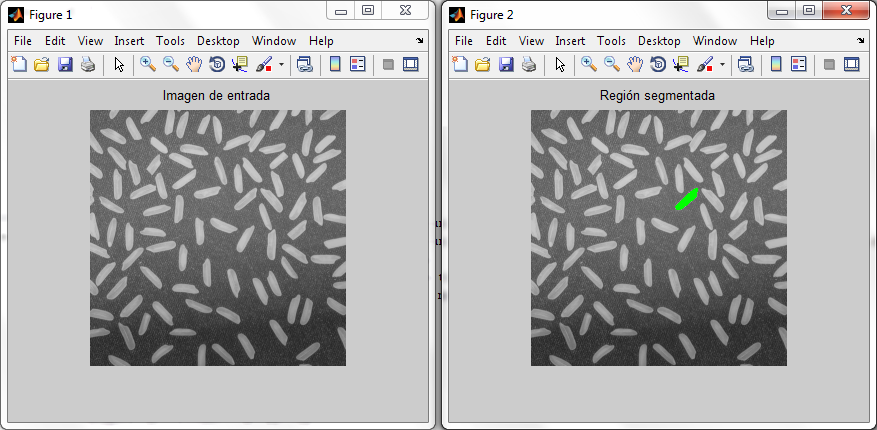 Figure 1
File Edit View Insert Tools Desktop Window Help
Imagen de entrada
Figure 2
File Edit View Insert Tools Desktop Window Help
Región segmentada